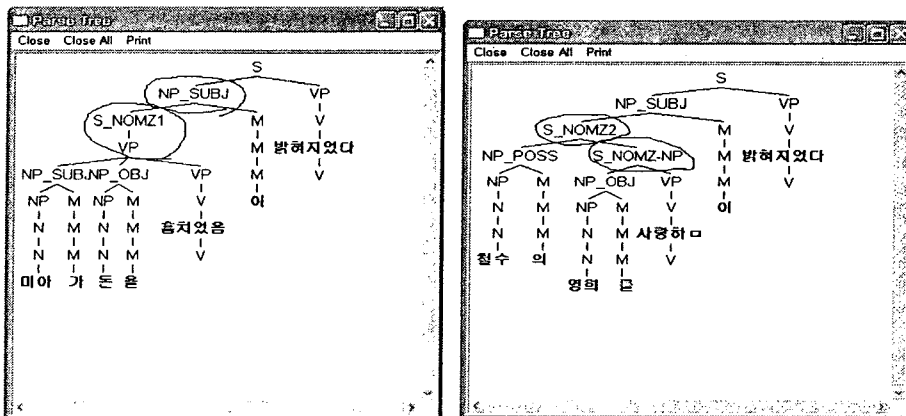 Parse Tree
Close Close All Print
S
NP_SUBJ VP
S_NOMZ1 M V
VP M 밝혀지었다
NP_SUBJ NP_OBJ VP M V
NP M NP M V 이
N M N M 훔치었음
N M N M V
미아 가 돈 을
Parse Tree
Close Close All Print
S
NP_SUBJ VP
S_NOMZ2 M V
NP_POSS S_NOMZ-NP M 밝혀지었다
NP M NP_OBJ VP M V
N M NP M V 이
N M N M 사랑하ㅁ
철수 의 N M V
영희 를